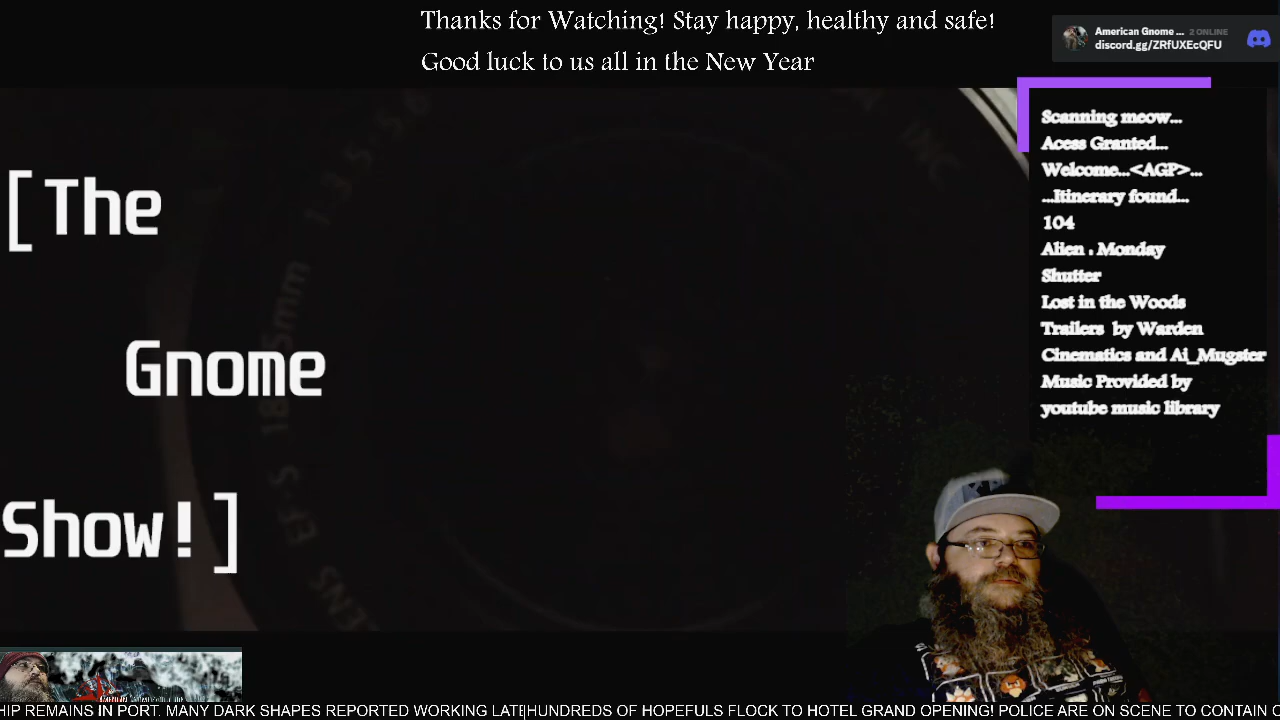 Thanks for Watching! Stay happy, healthy and safe!
Good luck to us all in the New Year
American Gnome ... 2 ONLINE
discord.gg/ZRfUXEcQFU
[The
Gnome
Show!]
Scanning meow...
Acess Granted...
Welcome...<AGP>...
...Itinerary found...
104
Alien . Monday
Shutter
Lost in the Woods
Trailers by Warden
Cinematics and Ai_Mugster
Music Provided by
youtube music library
EF-S
HIP REMAINS IN PORT. MANY DARK SHAPES REPORTED WORKING LATE HUNDREDS OF HOPEFULS FLOCK TO HOTEL GRAND OPENING! POLICE ARE ON SCENE TO CONTAIN